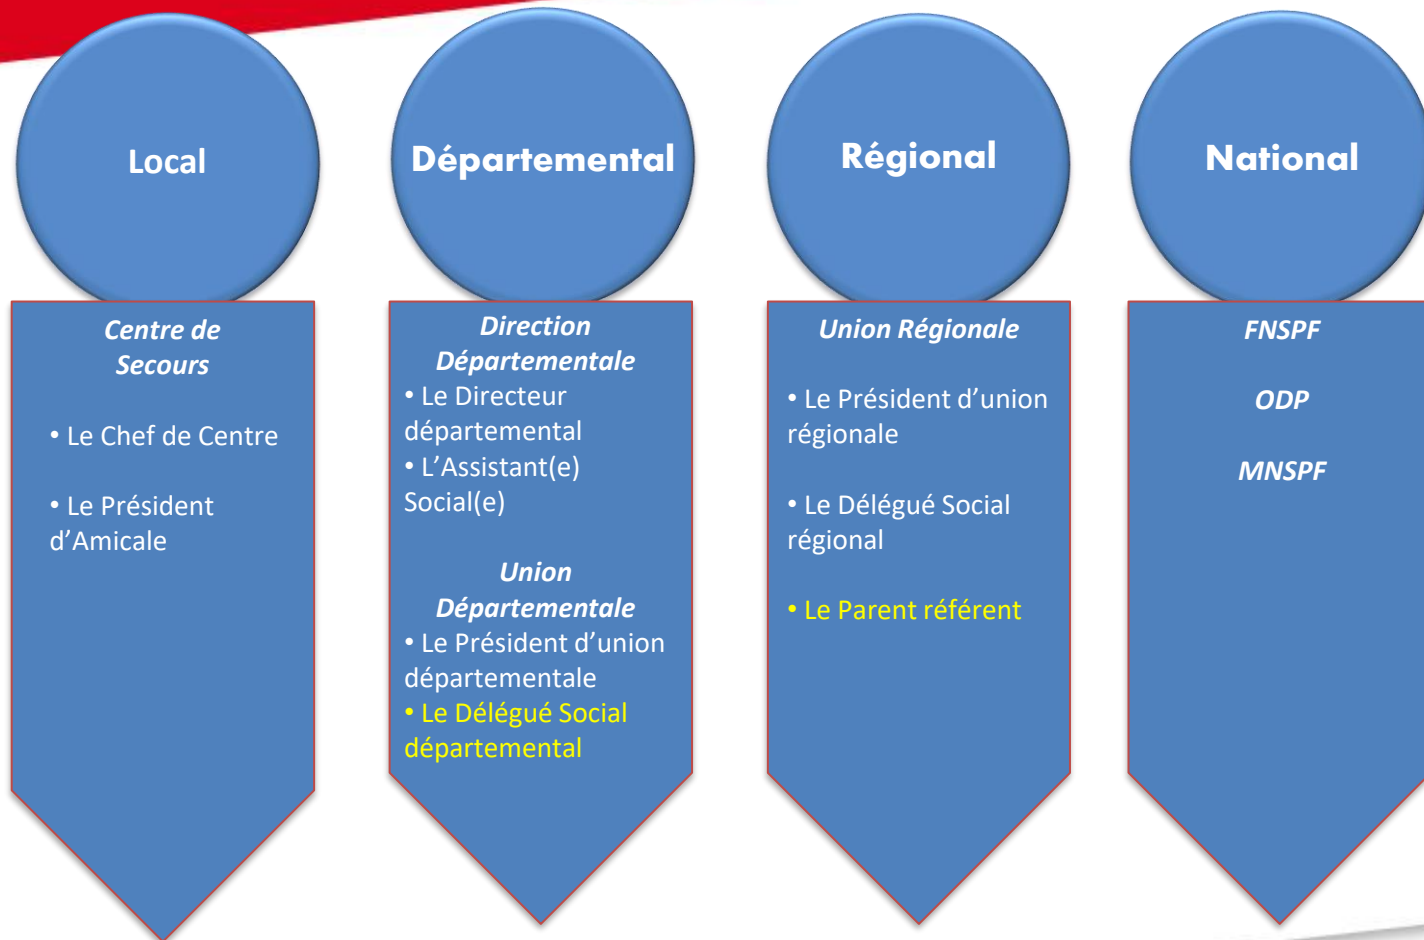 Local
Centre de
Secours
• Le Chef de Centre
• Le Président
d’Amicale
Départemental
Direction
Départementale
• Le Directeur
départemental
• L’Assistant(e)
Social(e)
Union
Départementale
• Le Président d’union
départementale
• Le Délégué Social
départemental
Régional
Union Régionale
• Le Président d’union
régionale
• Le Délégué Social
régional
• Le Parent référent
National
FNSPF
ODP
MNSPF